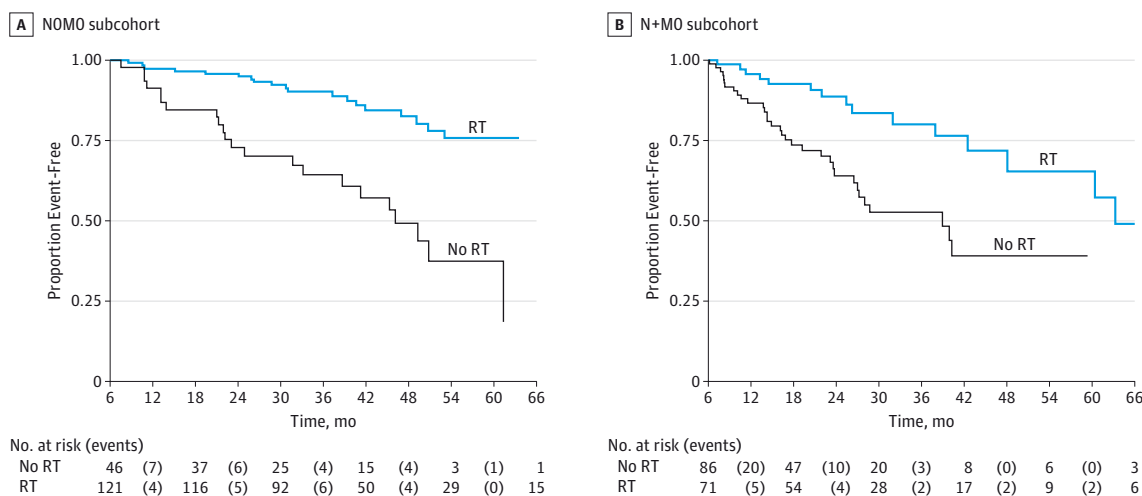 A N0M0 subcohort
1.00
0.75
0.50
0.25
0
Proportion Event-Free
RT
No RT
6 12 18 24 30 36 42 48 54 60 66
Time, mo
No. at risk (events)
No RT 46 (7) 37 (6) 25 (4) 15 (4) 3 (1) 1
RT 121 (4) 116 (5) 92 (6) 50 (4) 29 (0) 15
B N+M0 subcohort
1.00
0.75
0.50
0.25
0
Proportion Event-Free
RT
No RT
6 12 18 24 30 36 42 48 54 60 66
Time, mo
No. at risk (events)
No RT 86 (20) 47 (10) 20 (3) 8 (0) 6 (0) 3
RT 71 (5) 54 (4) 28 (2) 17 (2) 9 (2) 6